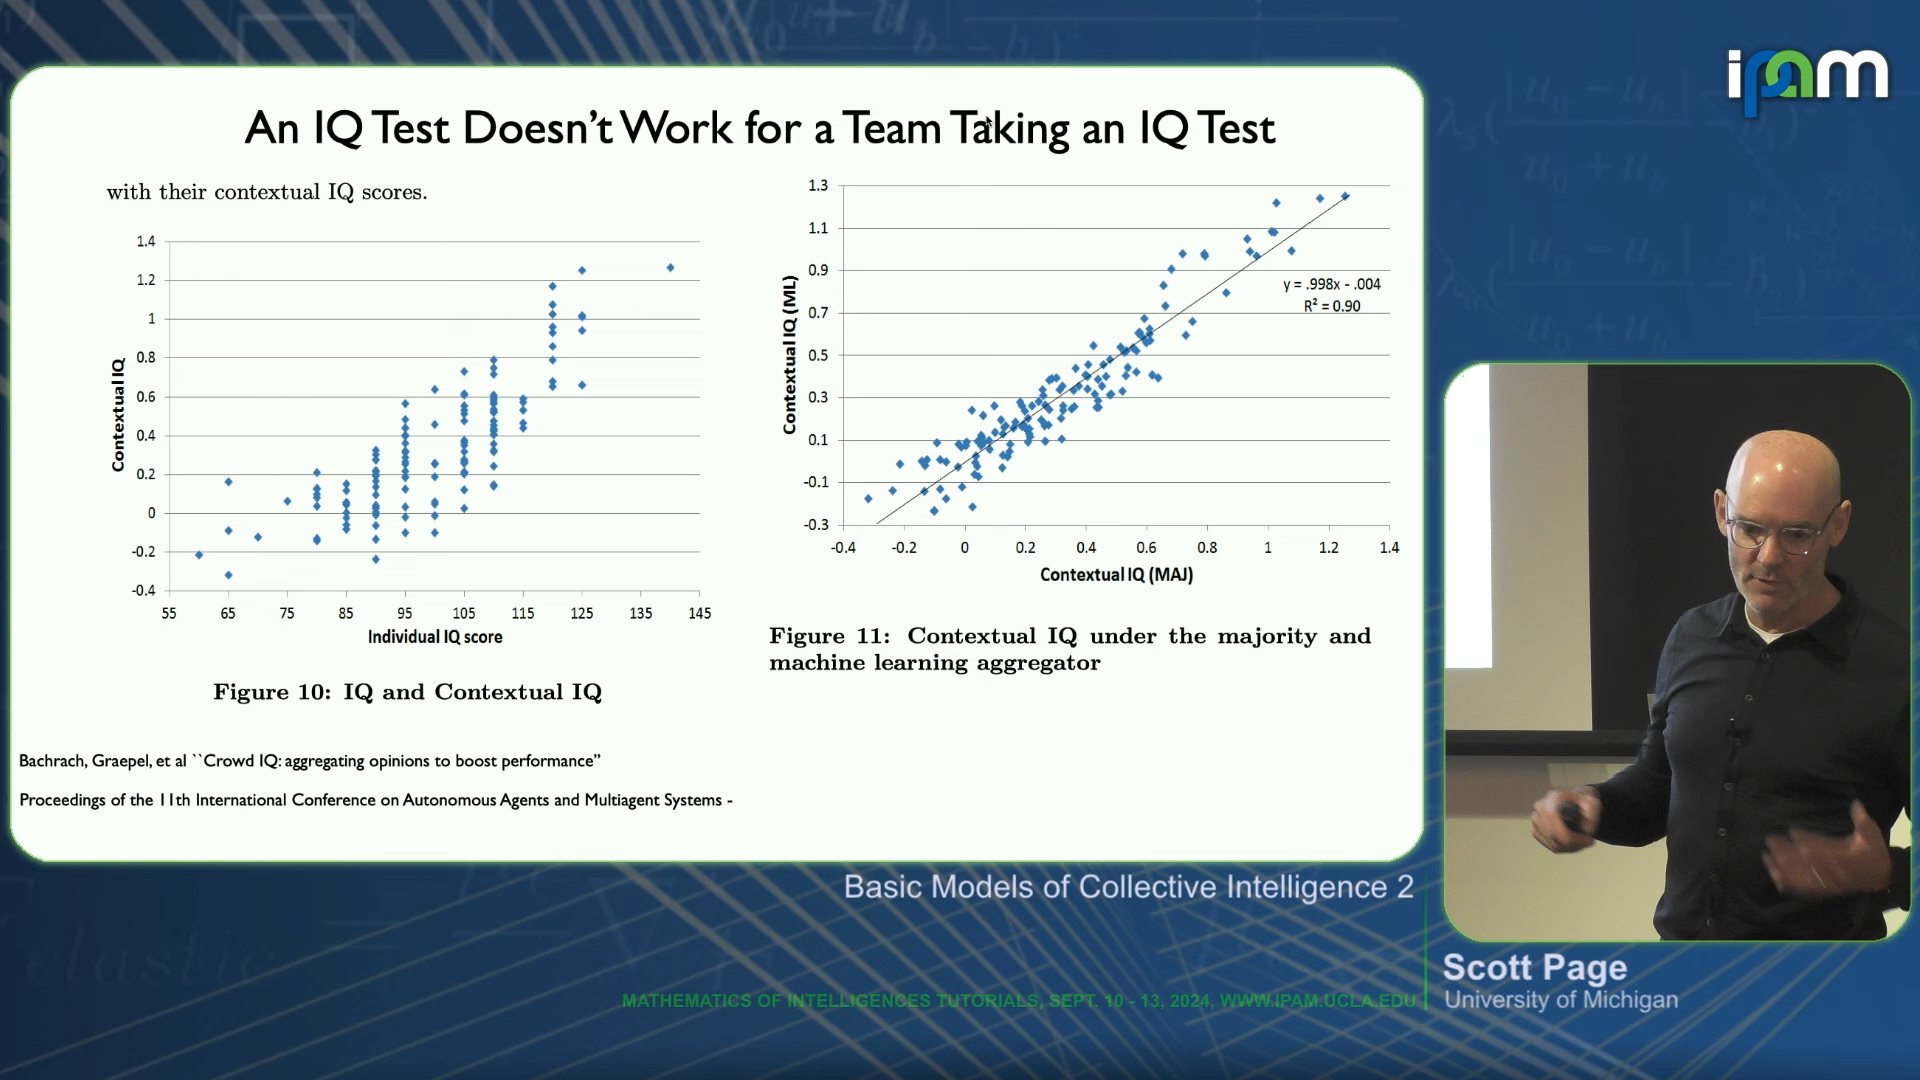 ipam
An IQ Test Doesn't Work for a Team Taking an IQ Test
with their contextual IQ scores.
1.4
1.2
1
0.8
0.6
0.4
0.2
0
-0.2
-0.4
Contextual IQ
55 65 75 85 95 105 115 125 135 145
Individual IQ score
Figure 10: IQ and Contextual IQ
1.3
1.1
0.9
0.7
0.5
0.3
0.1
-0.1
-0.3
Contextual IQ (ML)
y = .998x - .004
R² = 0.90
-0.4 -0.2 0 0.2 0.4 0.6 0.8 1 1.2 1.4
Contextual IQ (MAJ)
Figure 11: Contextual IQ under the majority and
machine learning aggregator
Bachrach, Graepel, et al ``Crowd IQ: aggregating opinions to boost performance”
Proceedings of the 11th International Conference on Autonomous Agents and Multiagent Systems -
Basic Models of Collective Intelligence 2
Scott Page
University of Michigan
MATHEMATICS OF INTELLIGENCES TUTORIALS, SEPT. 10 - 13, 2024, WWW.IPAM.UCLA.EDU
elastic